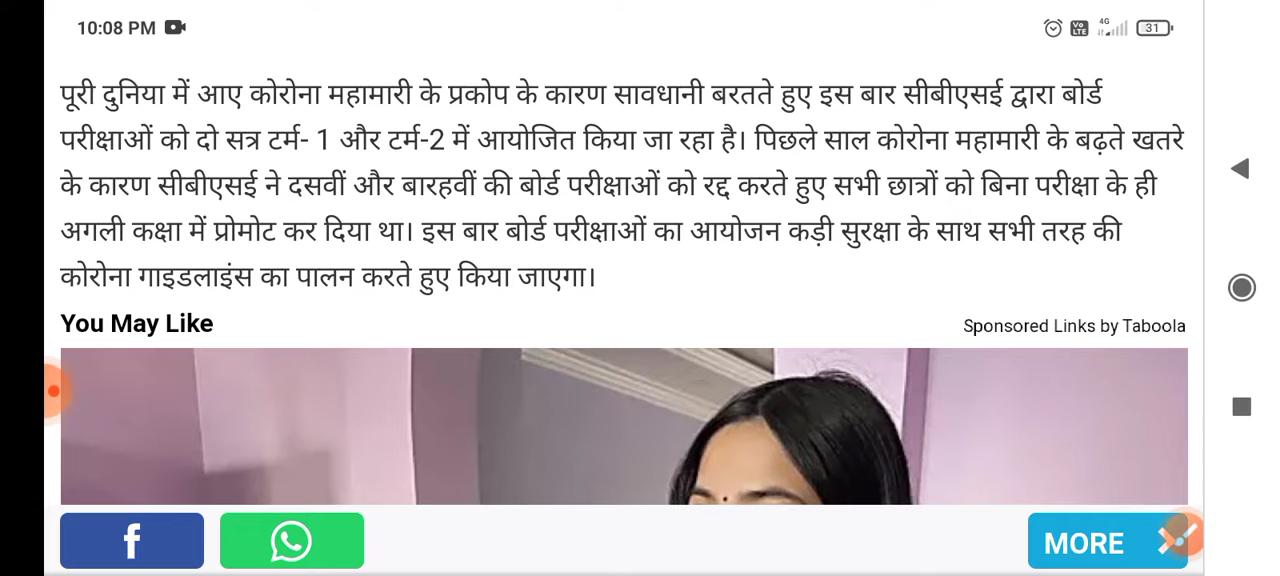 10:08 PM
4G
Vo LTE
31
पूरी दुनिया में आए कोरोना महामारी के प्रकोप के कारण सावधानी बरतते हुए इस बार सीबीएसई द्वारा बोर्ड
परीक्षाओं को दो सत्र टर्म- 1 और टर्म-2 में आयोजित किया जा रहा है। पिछले साल कोरोना महामारी के बढ़ते खतरे
के कारण सीबीएसई ने दसवीं और बारहवीं की बोर्ड परीक्षाओं को रद्द करते हुए सभी छात्रों को बिना परीक्षा के ही
अगली कक्षा में प्रोमोट कर दिया था। इस बार बोर्ड परीक्षाओं का आयोजन कड़ी सुरक्षा के साथ सभी तरह की
कोरोना गाइडलाइंस का पालन करते हुए किया जाएगा।
You May Like
Sponsored Links by Taboola
f
MORE